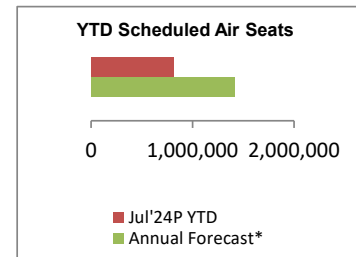 YTD Scheduled Air Seats
0 1,000,000 2,000,000
Jul'24P YTD
Annual Forecast*